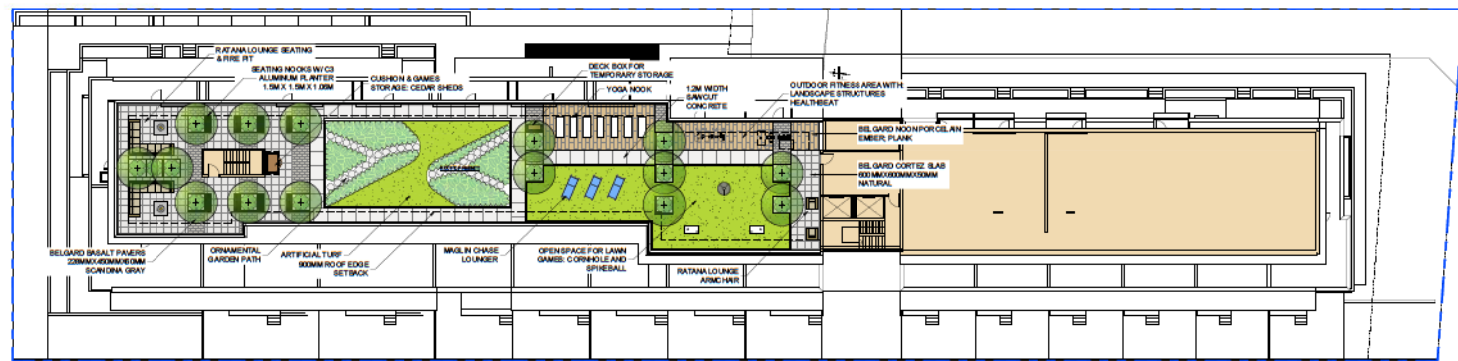 RATANA LOUNGE SEATING
& FIRE PIT
SEATING NOOKS W/ C3
ALUMINUM PLANTER
1.5M X 1.5M X 1.06M
CUSHION & GAMES
STORAGE: CEDAR SHEDS
DECK BOX FOR
TEMPORARY STORAGE
YOGA NOOK
1.2M WIDTH
SAWCUT
CONCRETE
OUTDOOR FITNESS AREA WITH
LANDSCAPE STRUCTURES
HEALTHBEAT
BELGARD NOON PORCELAIN
EMBER; PLANK
BELGARD CORTEZ SLAB
600MMX600MMX50MM
NATURAL
BELGARD BASALT PAVERS
225MMX450MMX60MM
SCANDINA GRAY
ORNAMENTAL
GARDEN PATH
ARTIFICIAL TURF
900MM ROOF EDGE
SETBACK
MAGLIN CHASE
LOUNGER
OPEN SPACE FOR LAWN
GAMES: CORNHOLE AND
SPIKEBALL
RATANA LOUNGE
ARMCHAIR